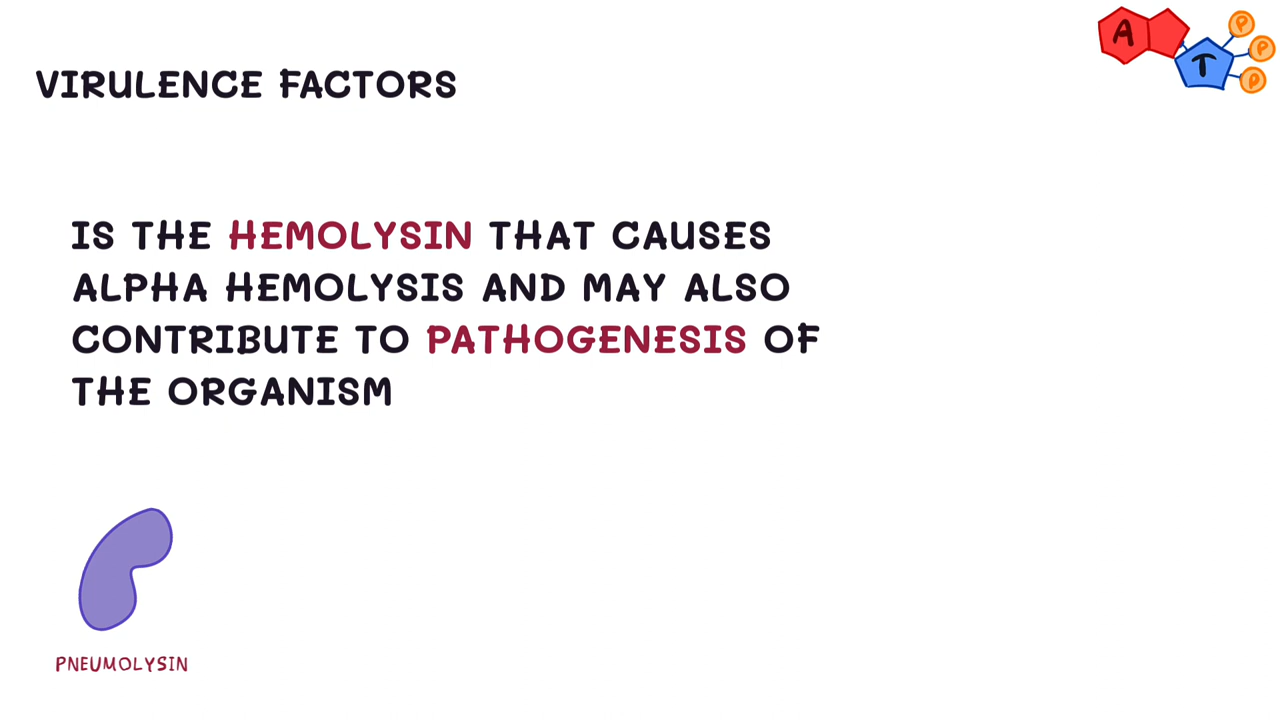 VIRULENCE FACTORS
A
T
P
P
P
IS THE HEMOLYSIN THAT CAUSES
ALPHA HEMOLYSIS AND MAY ALSO
CONTRIBUTE TO PATHOGENESIS OF
THE ORGANISM
PNEUMOLYSIN